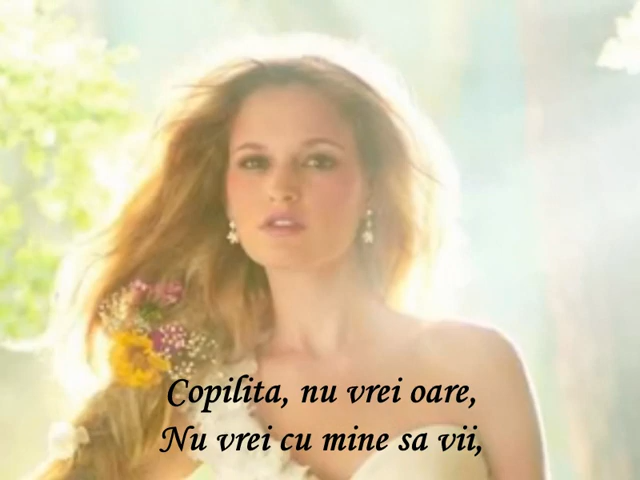 Copilita, nu vrei oare,
Nu vrei cu mine sa vii,